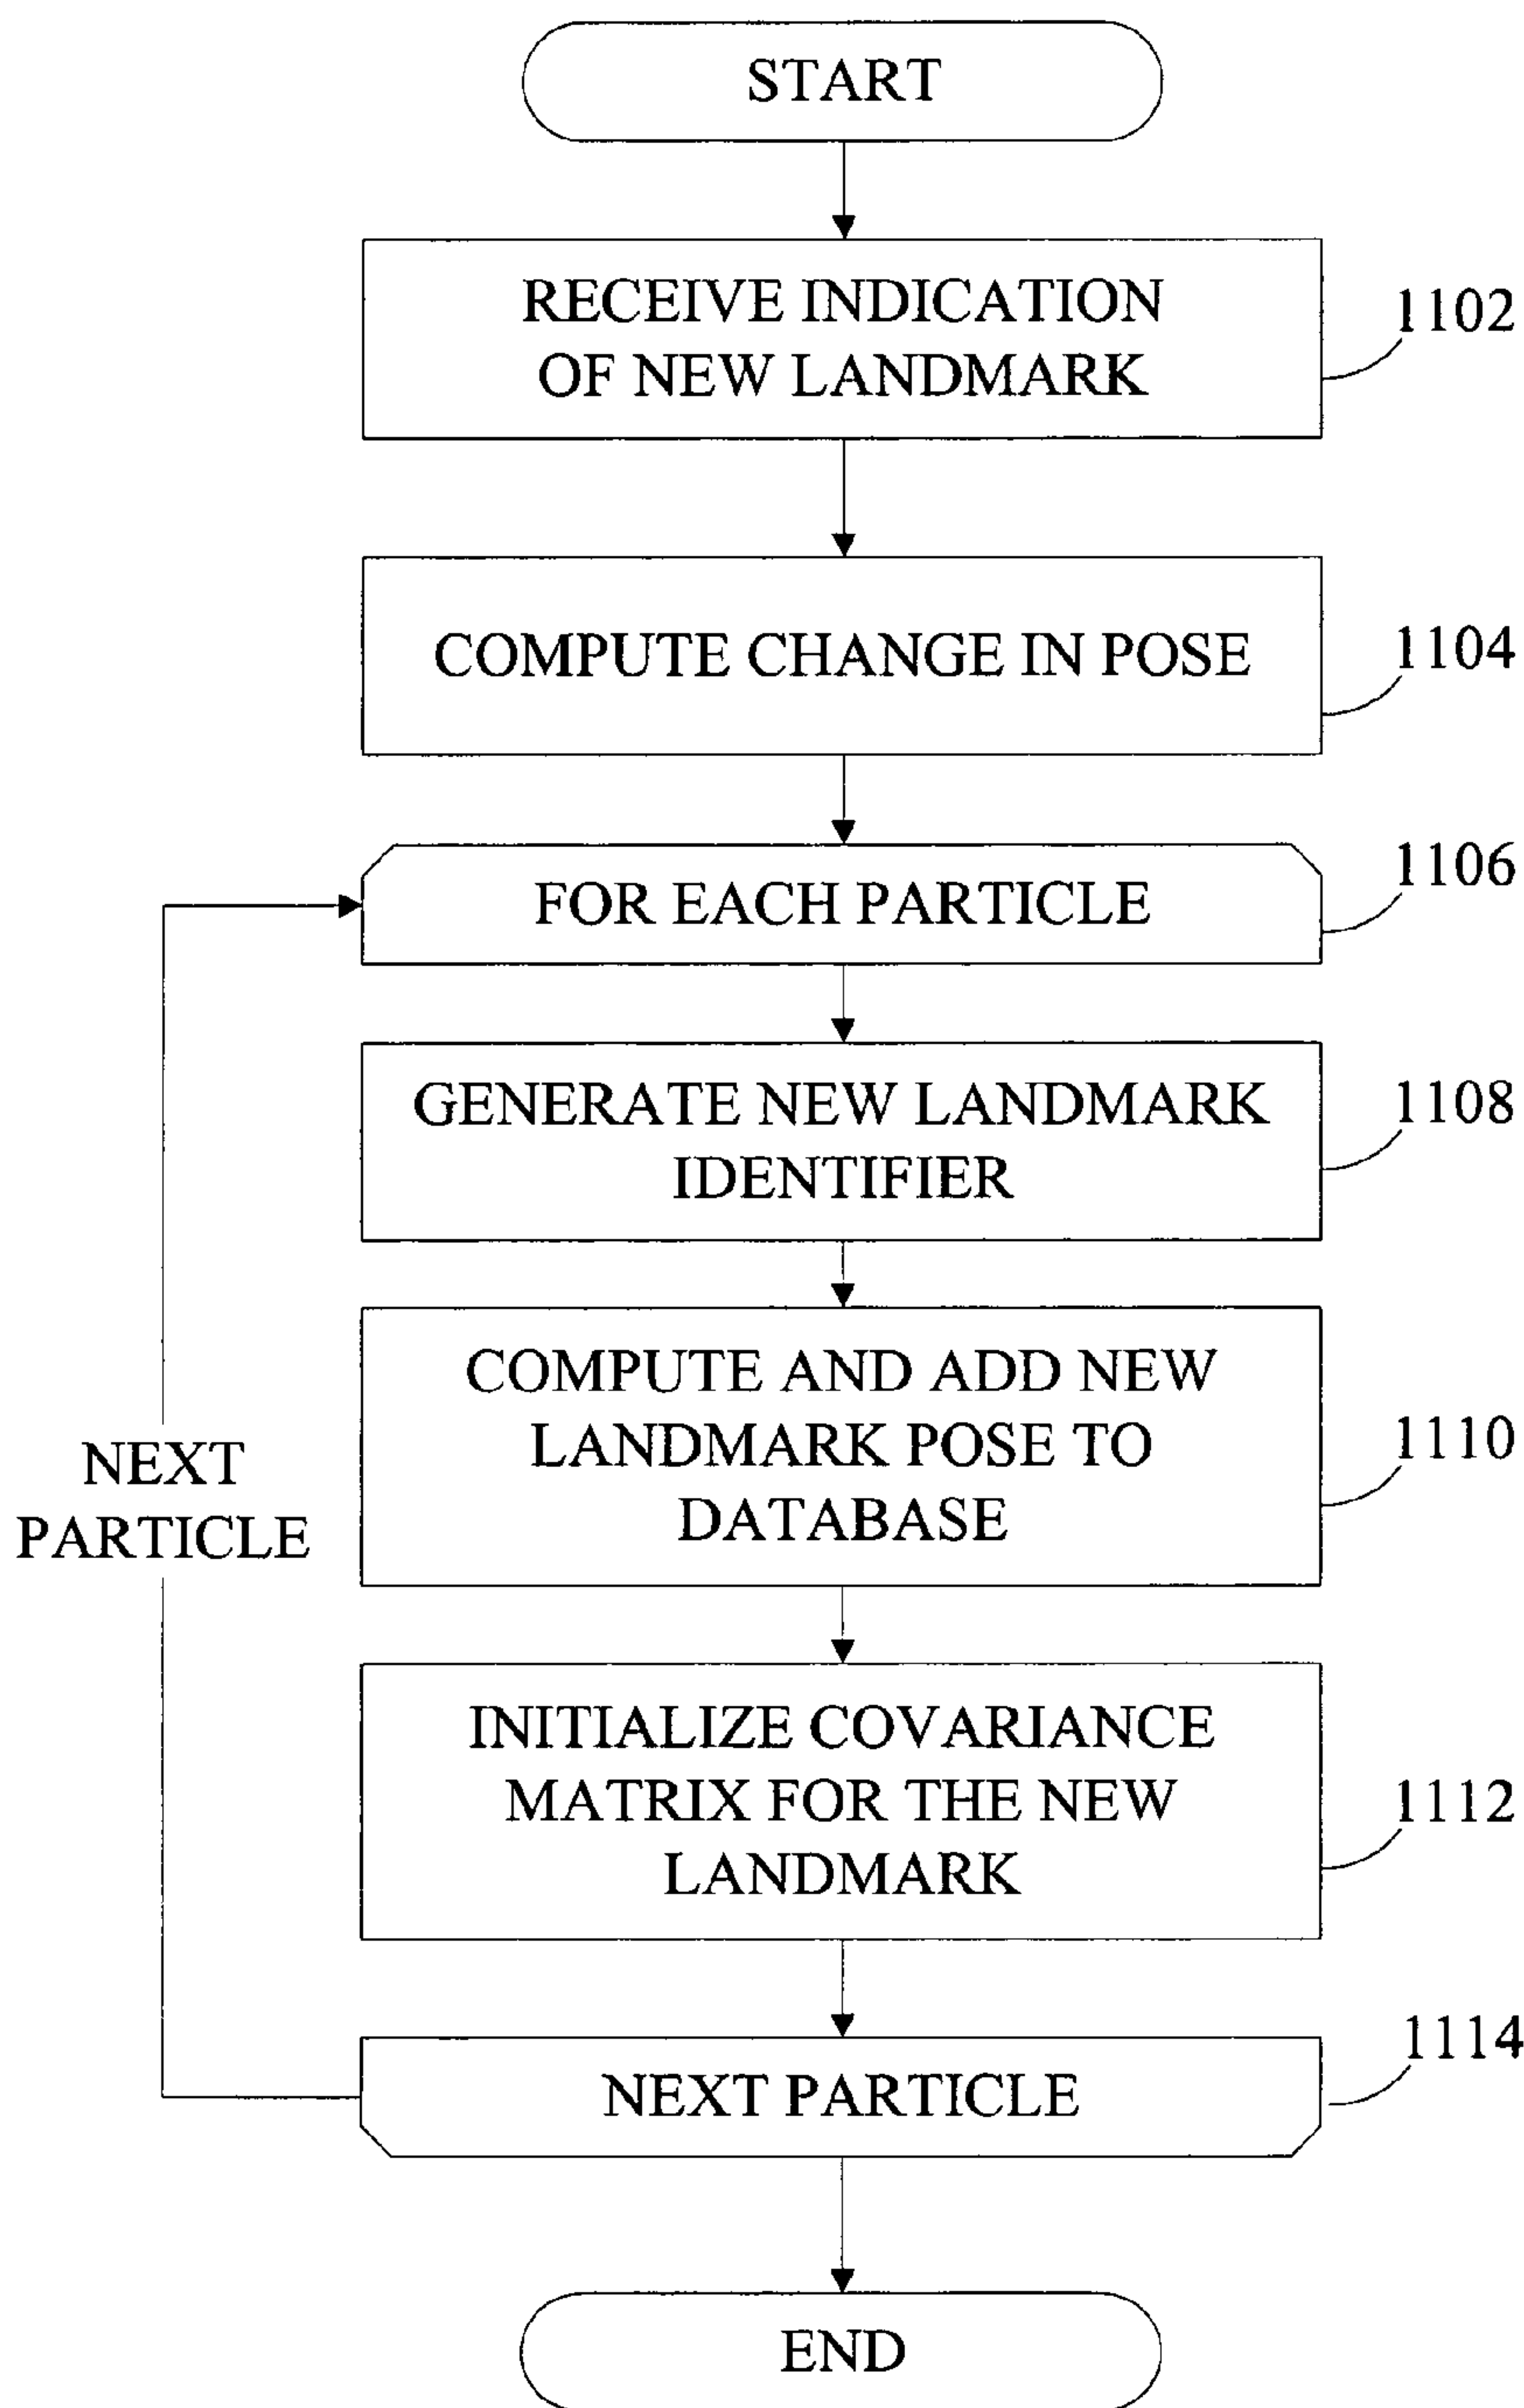 START
RECEIVE INDICATION
OF NEW LANDMARK
1102
COMPUTE CHANGE IN POSE
1104
FOR EACH PARTICLE
1106
GENERATE NEW LANDMARK
IDENTIFIER
1108
COMPUTE AND ADD NEW
LANDMARK POSE TO
DATABASE
1110
NEXT
PARTICLE
INITIALIZE COVARIANCE
MATRIX FOR THE NEW
LANDMARK
1112
NEXT PARTICLE
1114
END